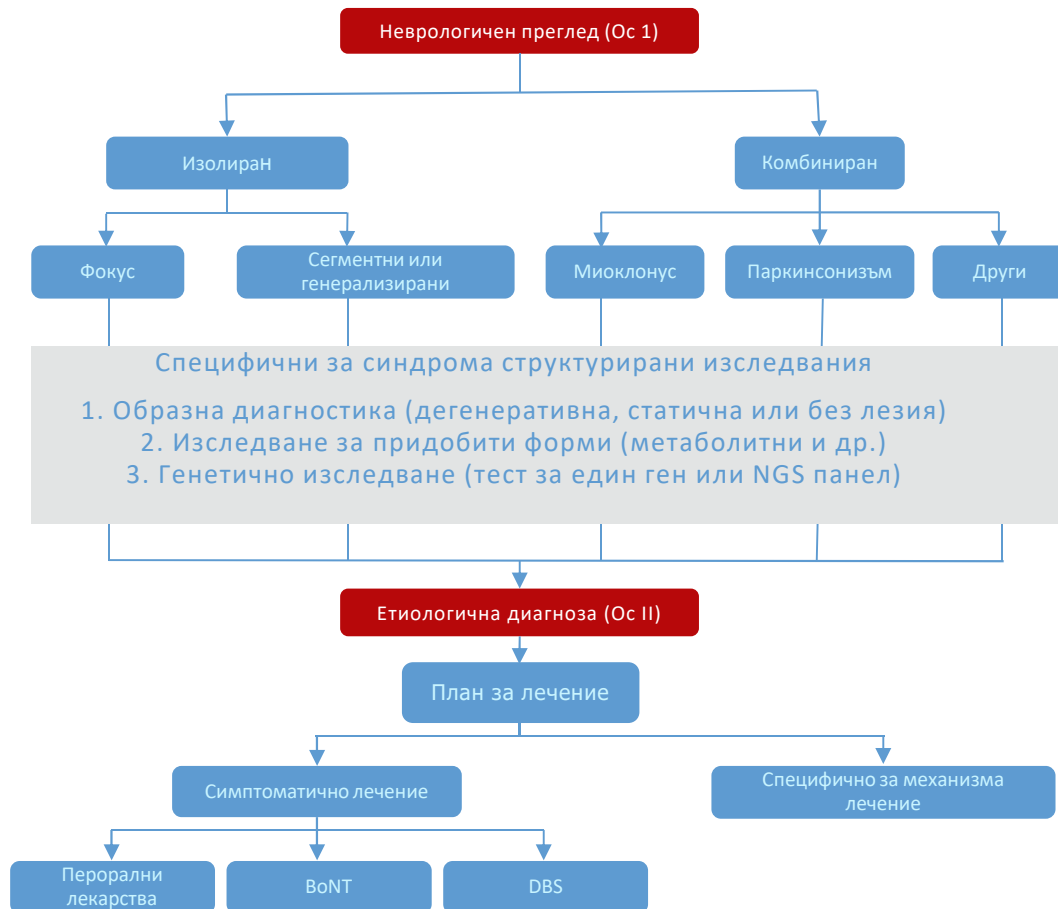 Неврологичен преглед (Ос 1)
Изолиран
Комбиниран
Фокус
Сегментни или
генерализирани
Миоклонус
Паркинсонизъм
Други
Специфични за синдрома структурирани изследвания
1. Образна диагностика (дегенеративна, статична или без лезия)
2. Изследване за придобити форми (метаболитни и др.)
3. Генетично изследване (тест за един ген или NGS панел)
Етиологична диагноза (Ос II)
План за лечение
Симптоматично лечение
Специфично за механизма
лечение
Перорални
лекарства
BoNT
DBS